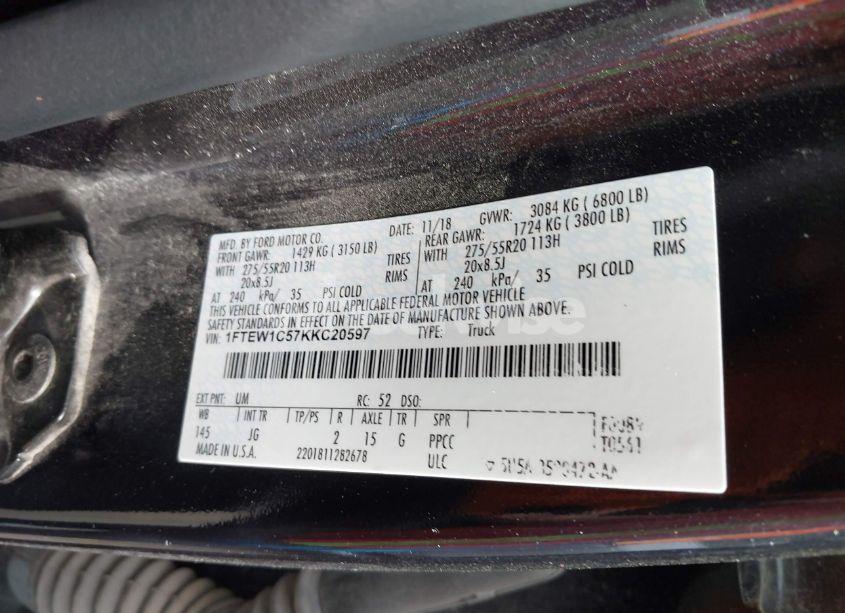 MFD. BY FORD MOTOR CO. DATE: 11/18 GVWR: 3084 KG ( 6800 LB)
FRONT GAWR: 1429 KG ( 3150 LB) REAR GAWR: 1724 KG ( 3800 LB)
WITH 275/55R20 113H TIRES WITH 275/55R20 113H TIRES
20x8.5J RIMS 20x8.5J RIMS
AT 240 kPa/ 35 PSI COLD AT 240 kPa/ 35 PSI COLD
THIS VEHICLE CONFORMS TO ALL APPLICABLE FEDERAL MOTOR VEHICLE
SAFETY STANDARDS IN EFFECT ON THE DATE OF MANUFACTURE SHOWN ABOVE.
VIN: 1FTEW1C57KKC20597 TYPE: Truck
EXT PNT: UM RC: 52 DSO:
WB INT TR TP/PS R AXLE TR SPR
145 JG 2 15 G PPCC
MADE IN U.S.A. 2201811282678 ULC